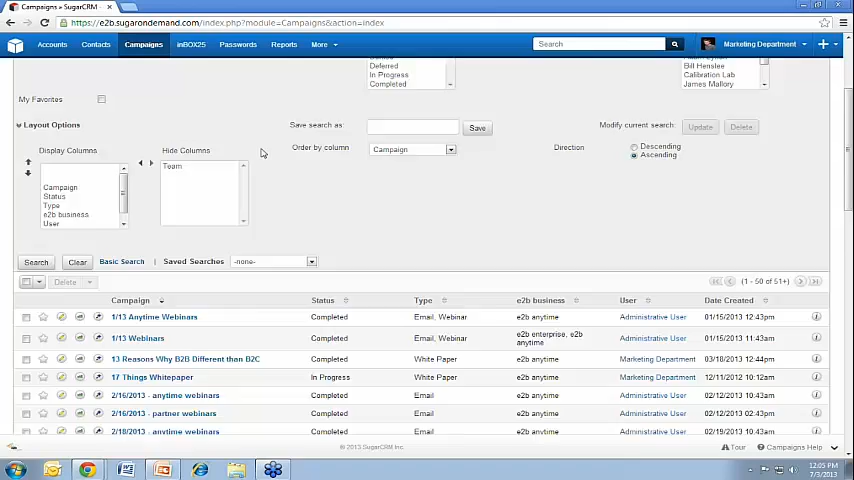 Campaigns » SugarCRM
https://e2b.sugarondemand.com/index.php?module=Campaigns&action=index
Accounts Contacts Campaigns inBOX25 Passwords Reports More Search Marketing Department
Deferred
In Progress
Completed
Bill Henslee
Calibration Lab
James Mallory
My Favorites
Layout Options Save search as: Save Modify current search: Update Delete
Display Columns Hide Columns Order by column Campaign Direction Descending
Ascending
Campaign
Status
Type
e2b business
User
Team
Search Clear Basic Search | Saved Searches -none-
Delete (1 - 50 of 51+)
Campaign Status Type e2b business User Date Created
1/13 Anytime Webinars Completed Email, Webinar e2b anytime Administrative User 01/15/2013 12:43pm
1/13 Webinars Completed Email, Webinar e2b enterprise, e2b anytime Administrative User 01/15/2013 11:43am
13 Reasons Why B2B Different than B2C Completed White Paper e2b anytime Marketing Department 03/18/2013 12:44pm
17 Things Whitepaper In Progress White Paper e2b anytime Marketing Department 12/11/2012 10:12am
2/16/2013 - anytime webinars Completed Email e2b anytime Administrative User 02/12/2013 10:43am
2/16/2013 - partner webinars Completed Email e2b anytime Administrative User 02/12/2013 02:43pm
2/18/2013 - anytime webinars Completed Email e2b anytime Administrative User 02/19/2013 10:43am
© 2013 SugarCRM Inc. Tour Campaigns Help
12:05 PM
7/3/2013